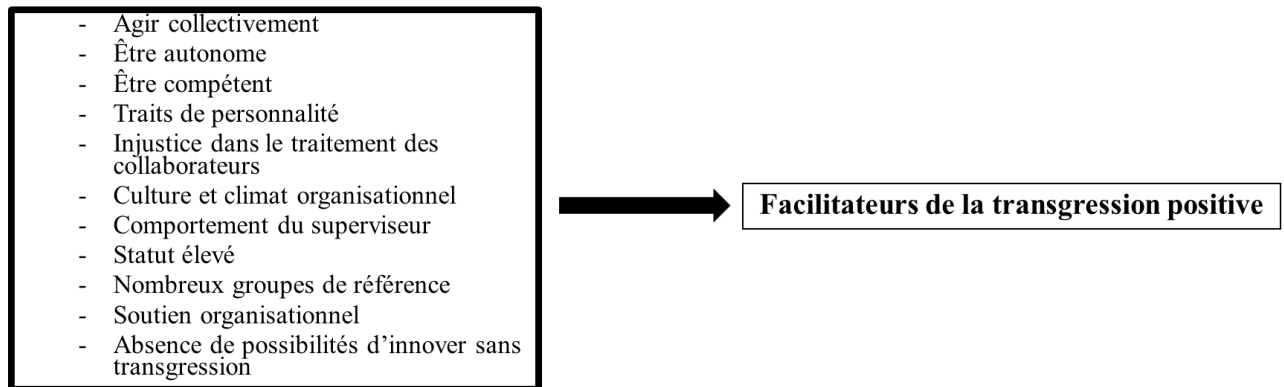 - Agir collectivement
- Être autonome
- Être compétent
- Traits de personnalité
- Injustice dans le traitement des
collaborateurs
- Culture et climat organisationnel
- Comportement du superviseur
- Statut élevé
- Nombreux groupes de référence
- Soutien organisationnel
- Absence de possibilités d’innover sans
transgression
Facilitateurs de la transgression positive